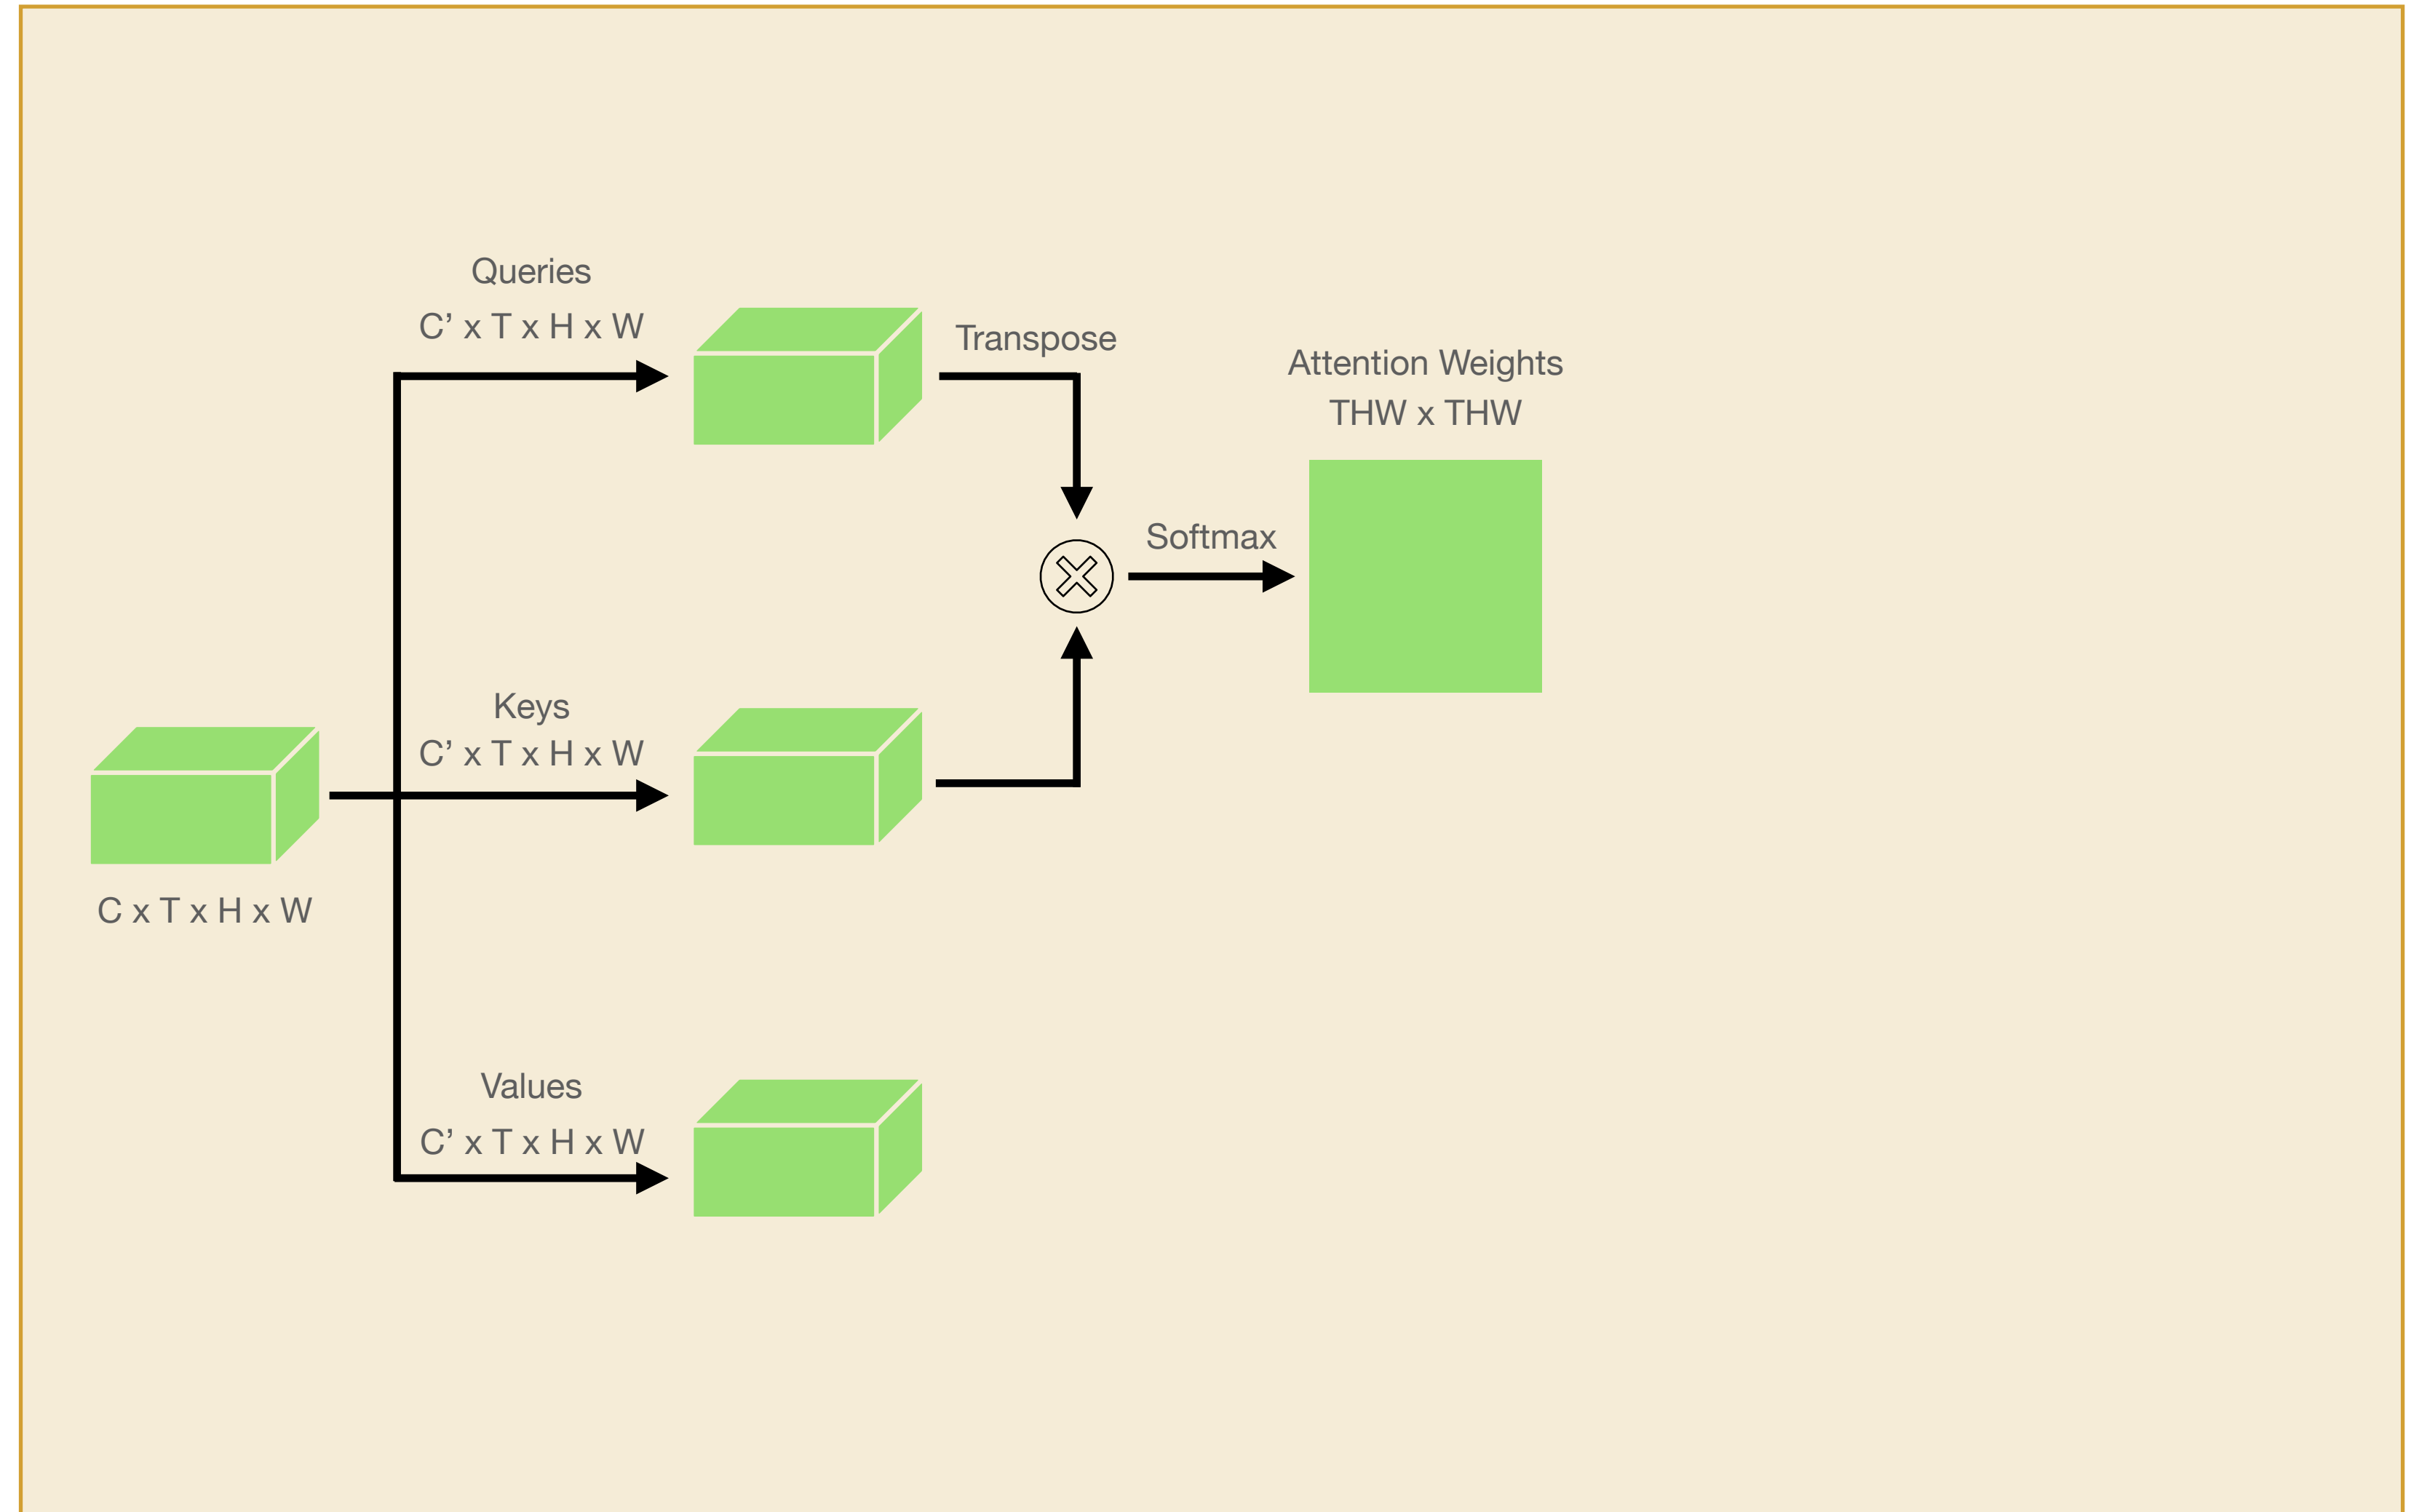 Queries
C’ x T x H x W
Transpose
Attention Weights
THW x THW
Softmax
Keys
C’ x T x H x W
C x T x H x W
Values
C’ x T x H x W